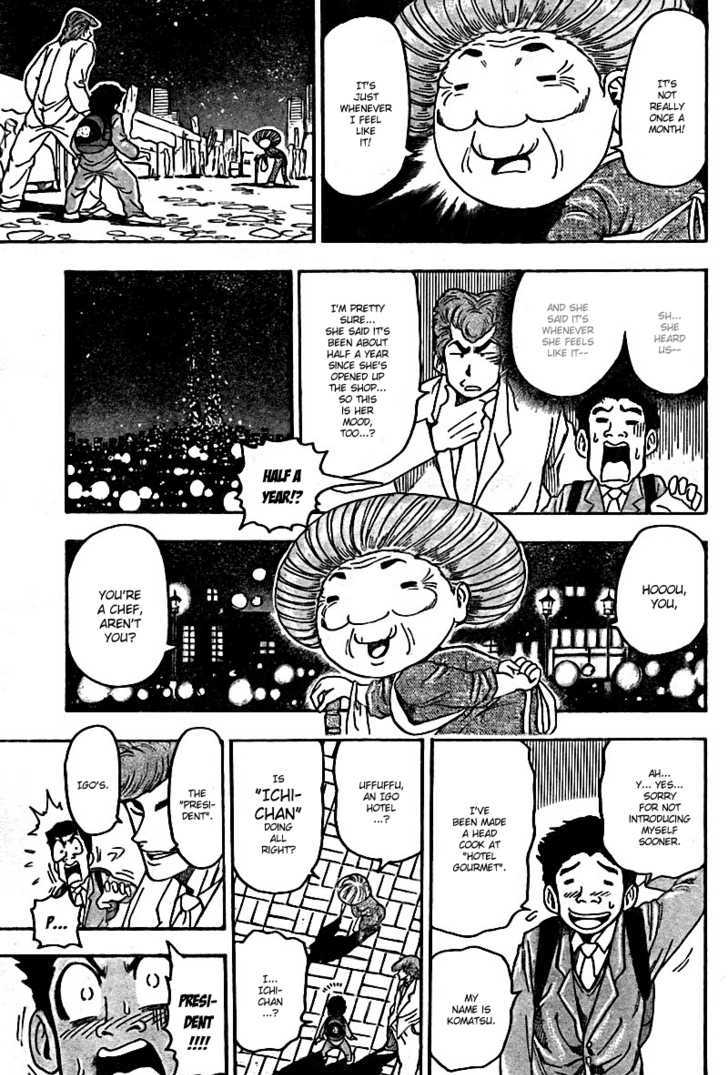 IT'S
NOT
REALLY
ONCE A
MONTH!
IT'S
JUST
WHENEVER
I FEEL
LIKE
IT!
SH...
SHE
HEARD
US--
AND SHE
SAID IT'S
WHENEVER
SHE FEELS
LIKE IT--
I'M PRETTY
SURE...
SHE SAID IT'S
BEEN ABOUT
HALF A YEAR
SINCE SHE'S
OPENED UP
THE SHOP...
SO THIS
IS HER
MOOD,
TOO...?
HALF A
YEAR!?
HOOOU,
YOU,
YOU'RE
A CHEF,
AREN'T
YOU?
AH...
Y... YES...
SORRY
FOR NOT
INTRODUCING
MYSELF
SOONER.
I'VE
BEEN MADE
A HEAD
COOK AT
"HOTEL
GOURMET".
MY
NAME IS
KOMATSU.
UFFUFFU,
AN IGO
HOTEL
...?
IS
"ICHI-
CHAN"
DOING
ALL
RIGHT?
I...
ICHI-
CHAN
...?
THE
"PRESI-
DENT".
IGO'S.
P...
PRESI-
DENT
!!!!